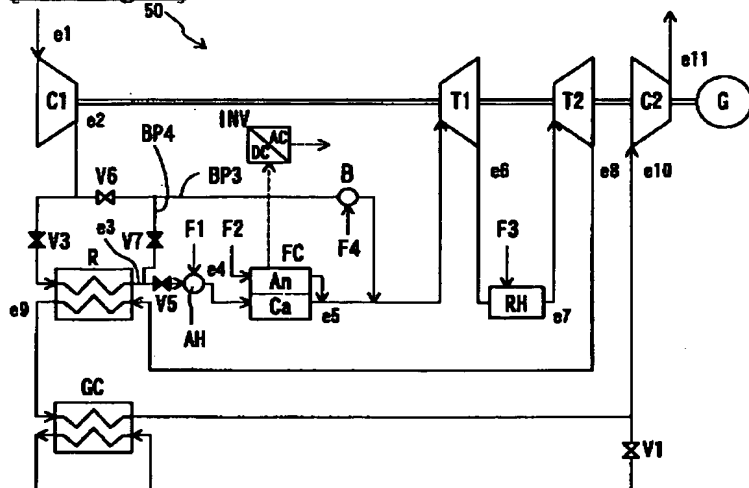 50
e1
e11
C1
T1
T2
C2
G
e2
INV
DC AC
BP4
e6
e8
e10
V6
BP3
B
V3
e3
V7
F1
F2
F4
F3
R
e4
FC
An
Ca
e5
V5
AH
RH
e7
e9
GC
V1